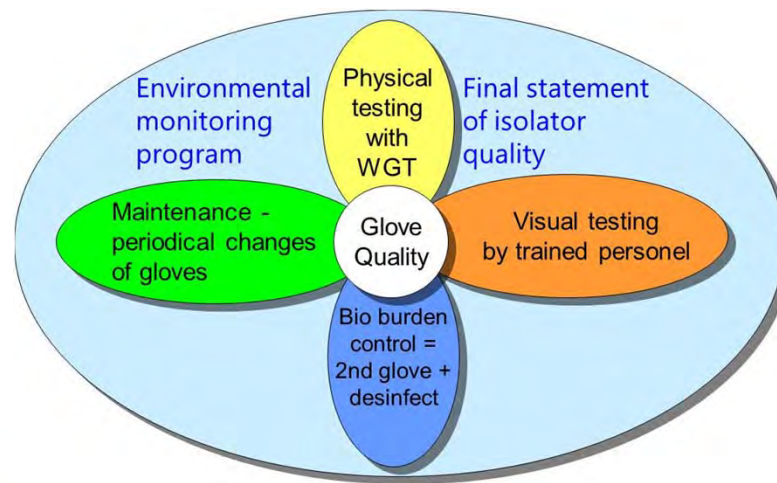 Environmental
monitoring
program
Physical
testing
with
WGT
Final statement
of isolator
quality
Maintenance -
periodical changes
of gloves
Glove
Quality
Visual testing
by trained personel
Bio burden
control =
2nd glove +
desinfect